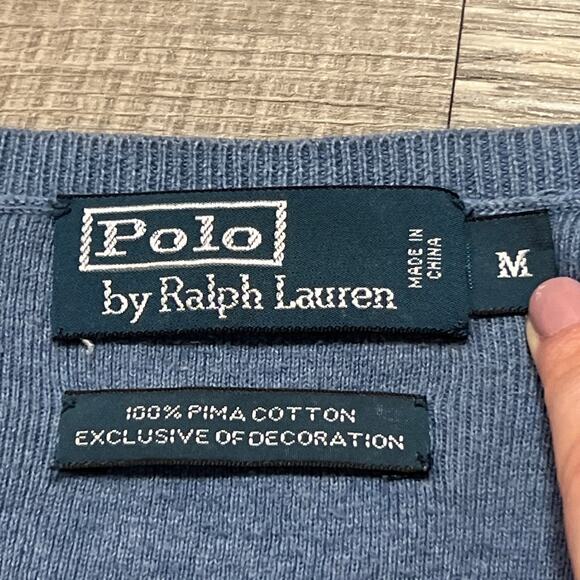 Polo
by Ralph Lauren
MADE IN
CHINA
M
100% PIMA COTTON
EXCLUSIVE OF DECORATION